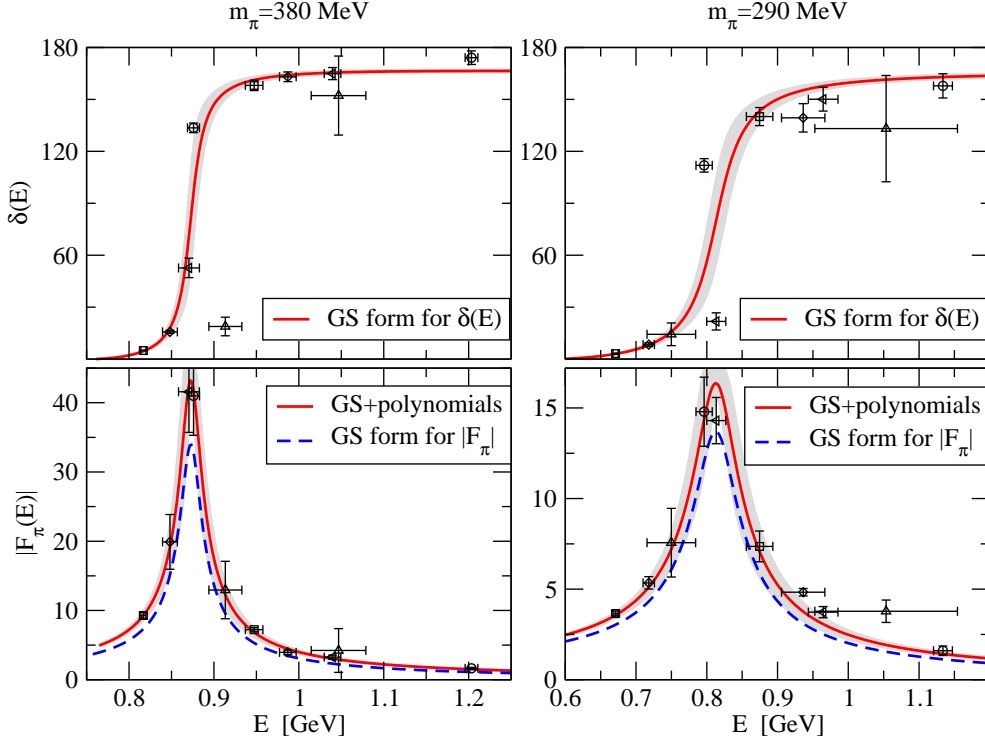 m_π=380 MeV
m_π=290 MeV
180
120
60
δ(E)
GS form for δ(E)
180
120
60
GS form for δ(E)
40
30
20
10
0
|F_π(E)|
GS+polynomials
GS form for |F_π|
15
10
5
0
GS+polynomials
GS form for |F_π|
0.8 0.9 1 1.1 1.2
E [GeV]
0.6 0.7 0.8 0.9 1 1.1
E [GeV]